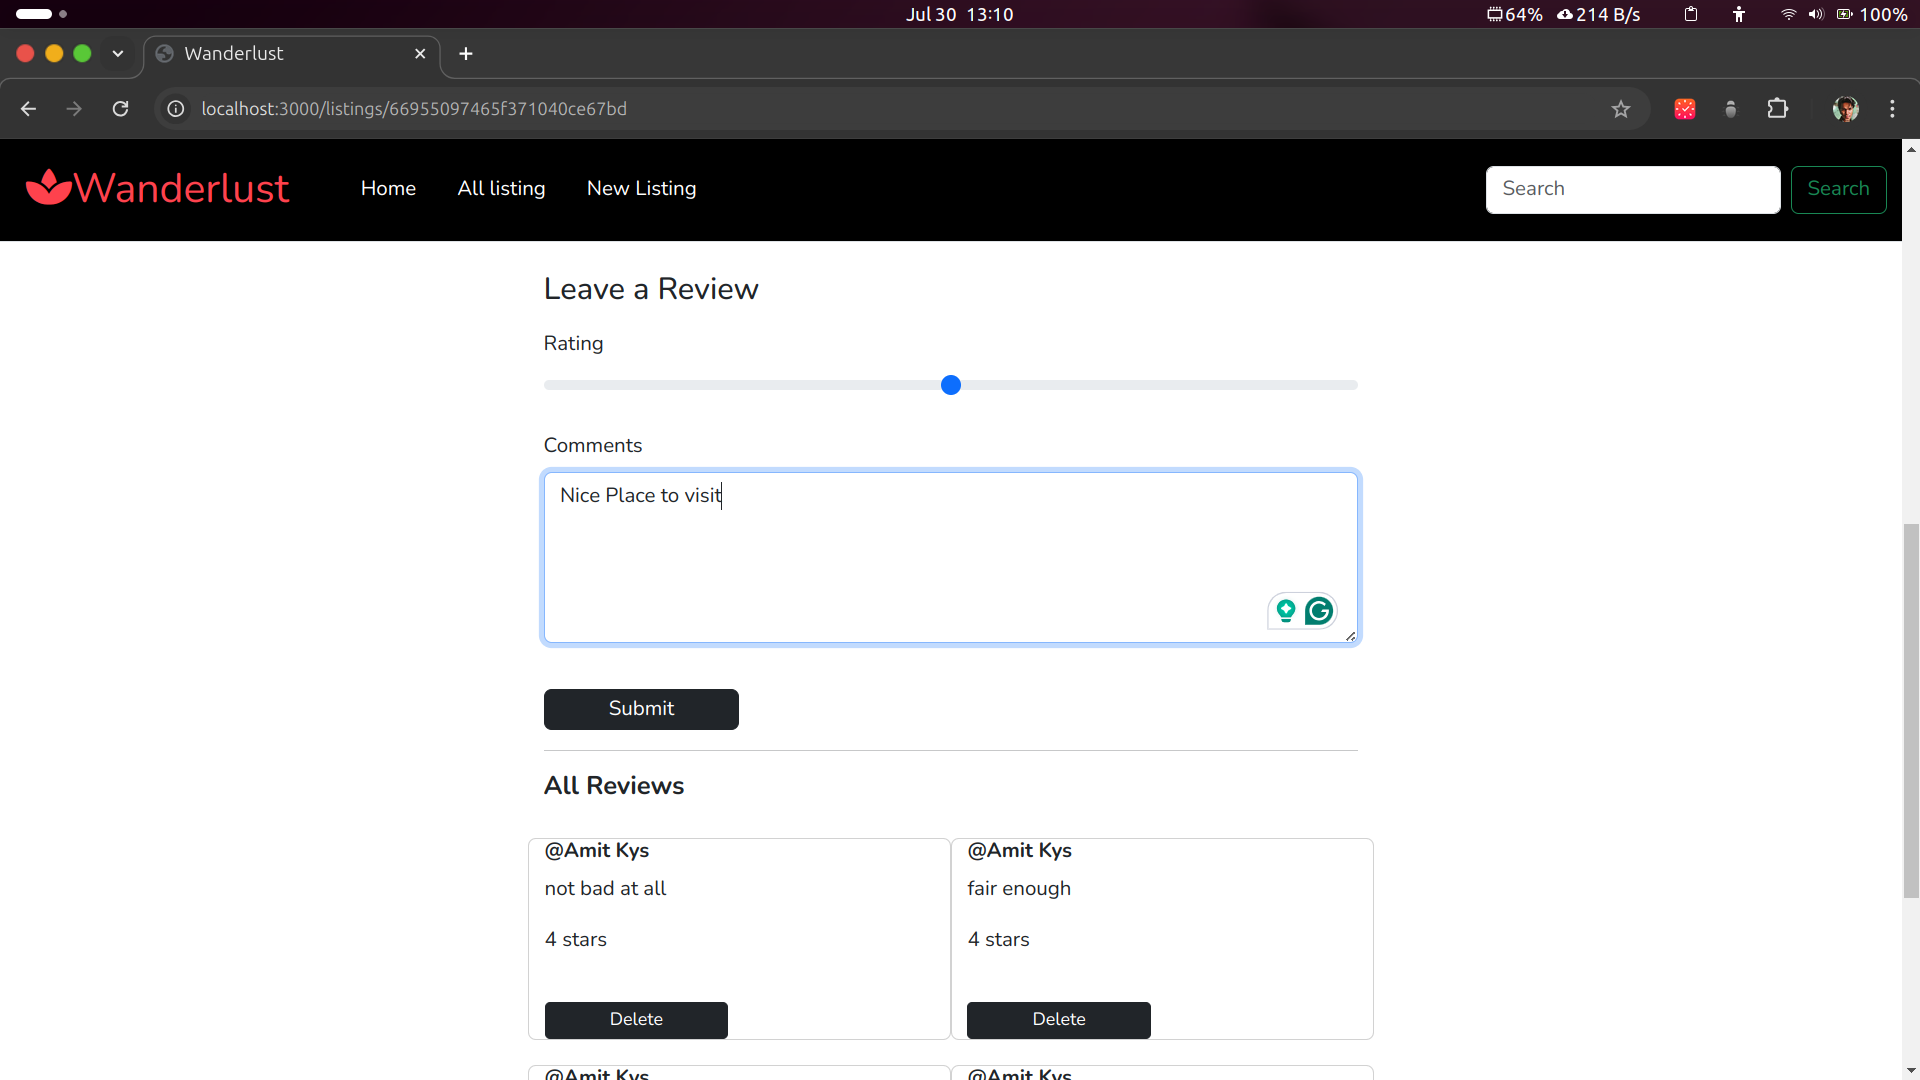 Jul 30 13:10
64% 214 B/s 100%
Wanderlust
localhost:3000/listings/66955097465f371040ce67bd
Wanderlust Home All listing New Listing Search Search
Leave a Review
Rating
Comments
Nice Place to visit
Submit
All Reviews
@Amit Kys
not bad at all
4 stars
Delete
@Amit Kys
fair enough
4 stars
Delete
@Amit Kys
@Amit Kys